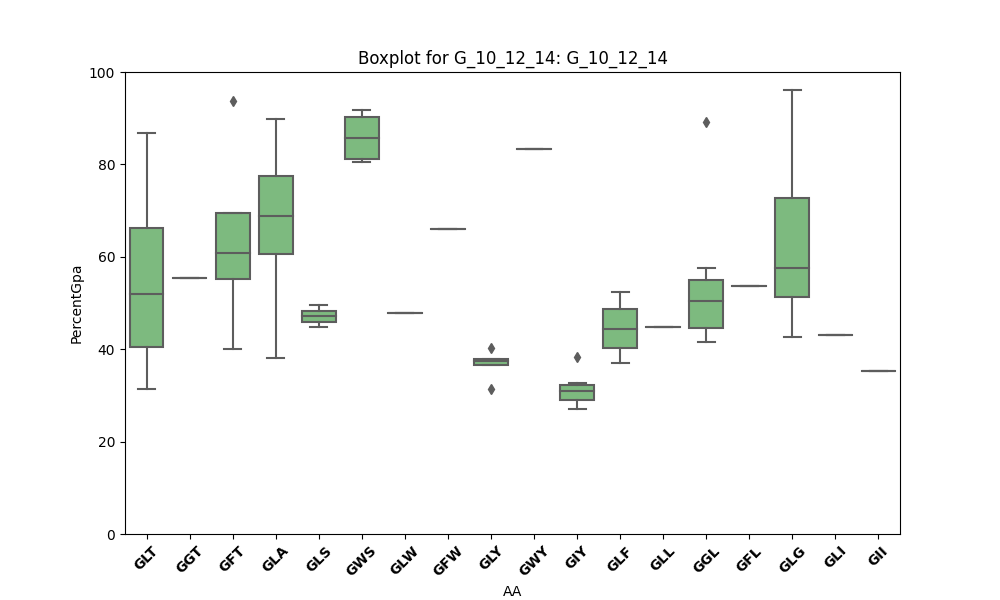 Boxplot for G_10_12_14: G_10_12_14
PercentGpa
100
80
60
40
20
0
GLT GGT GFT GLA GLS GWS GLW GFW GLY GWY GIY GLF GLL GGL GFL GLG GLI GII
AA